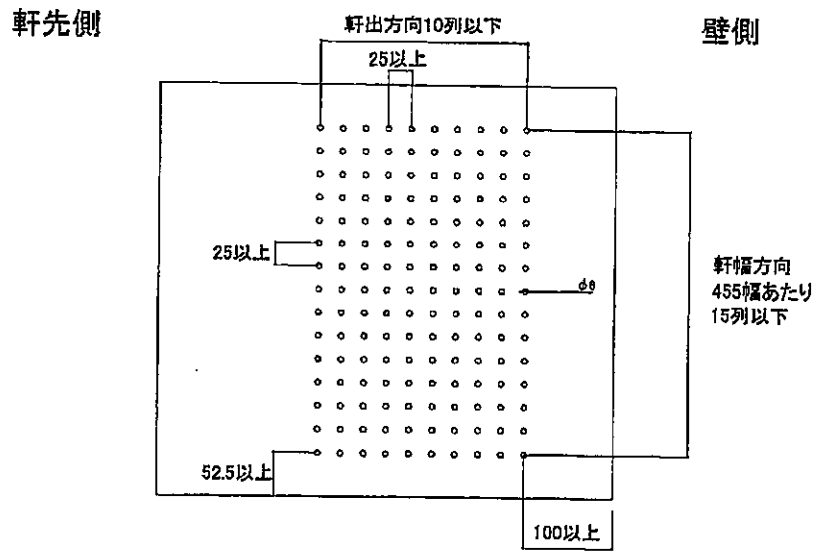 軒先側
軒出方向10列以下
壁側
25以上
25以上
φ6
軒幅方向
455幅あたり
15列以下
52.5以上
100以上